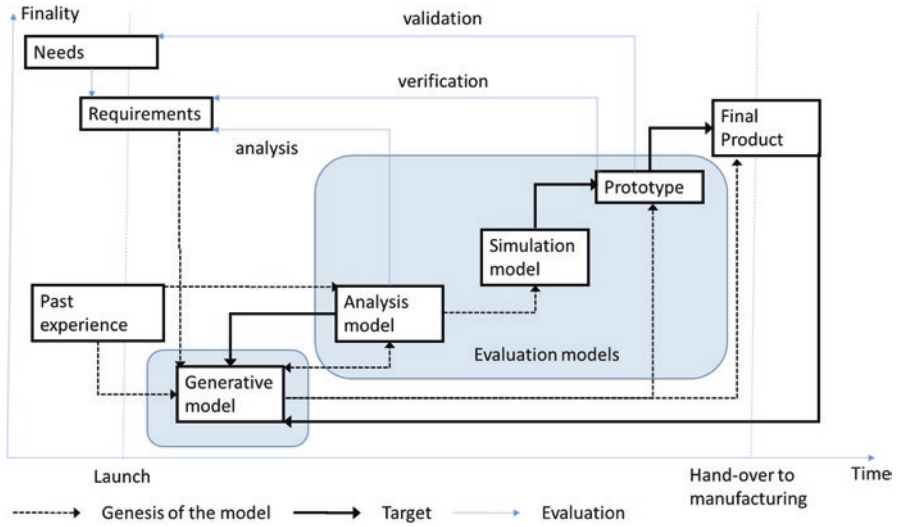 Finality
validation
Needs
verification
Requirements
Final
Product
analysis
Prototype
Simulation
model
Past
experience
Analysis
model
Evaluation models
Generative
model
Launch
Hand-over to
manufacturing
Time
Genesis of the model
Target
Evaluation